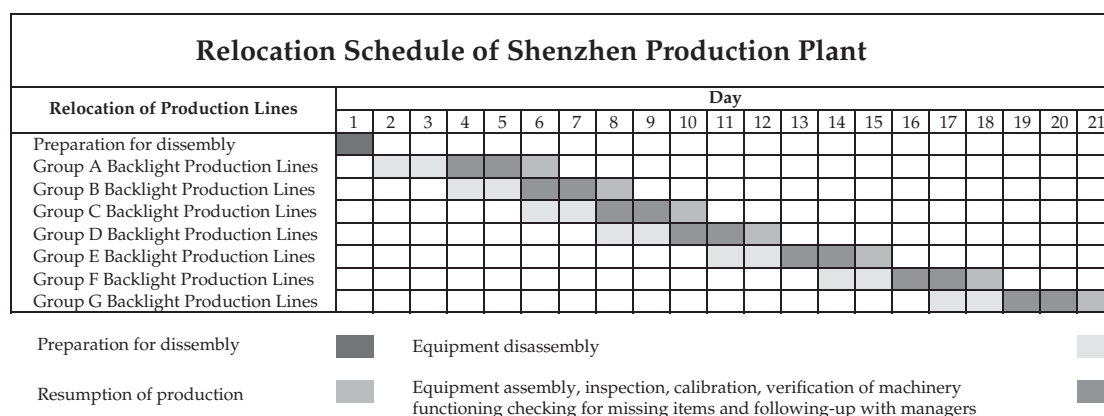 Relocation Schedule of Shenzhen Production Plant
Relocation of Production Lines
Day
1 2 3 4 5 6 7 8 9 10 11 12 13 14 15 16 17 18 19 20 21
Preparation for dissembly
Group A Backlight Production Lines
Group B Backlight Production Lines
Group C Backlight Production Lines
Group D Backlight Production Lines
Group E Backlight Production Lines
Group F Backlight Production Lines
Group G Backlight Production Lines
Preparation for dissembly
Equipment disassembly
Resumption of production
Equipment assembly, inspection, calibration, verification of machinery
functioning checking for missing items and following-up with managers